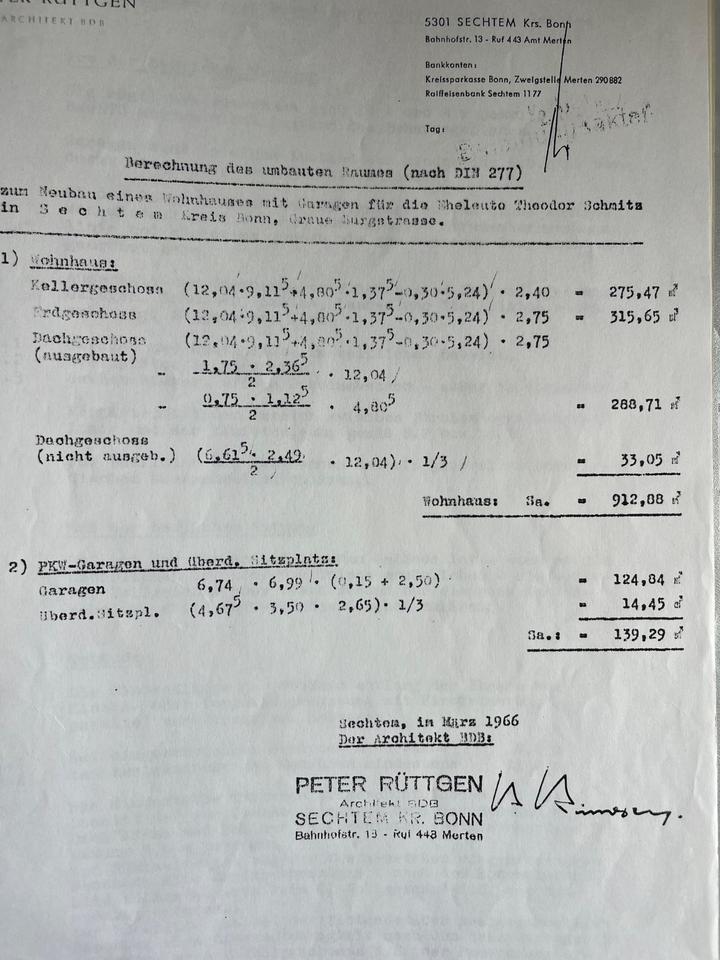 TER RÜTTGEN
ARCHITEKT BDB
5301 SECHTEM Krs. Bonn
Bahnhofstr. 13 - Ruf 443 Amt Merten
Bankkonten:
Kreissparkasse Bonn, Zweigstelle Merten 290882
Raiffeisenbank Sechtem 1177
Tag:
Berechnung des umbauten Raumes (nach DIN 277)
zum Neubau eines Wohnhauses mit Garagen für die Eheleute Theodor Schmitz
in S e c h t e m Kreis Bonn, Graue Burgstrasse.
1) Wohnhaus:
Kellergeschoss (12,04·9,11⁵+4,80⁵·1,37⁵-0,30·5,24) · 2,40 = 275,47 m³
Erdgeschoss (12,04·9,11⁵+4,80⁵·1,37⁵-0,30·5,24) · 2,75 = 315,65 m³
Dachgeschoss (12,04·9,11⁵+4,80⁵·1,37⁵-0,30·5,24) · 2,75
(ausgebaut)
- 1,75 · 2,36⁵ / 2 · 12,04
- 0,75 · 1,12⁵ / 2 · 4,80⁵ = 288,71 m³
Dachgeschoss
(nicht ausgeb.) (6,61⁵ · 2,49 / 2 · 12,04) · 1/3 = 33,05 m³
Wohnhaus: Sa. = 912,88 m³
2) PKW-Garagen und überd. Sitzplatz:
Garagen 6,74 · 6,99 · (0,15 + 2,50) = 124,84 m³
Überd.Sitzpl. (4,67⁵ · 3,50 · 2,65) · 1/3 = 14,45 m³
Sa.: = 139,29 m³
Sechtem, im März 1966
Der Architekt BDB:
PETER RÜTTGEN
Architekt BDB
SECHTEM KR. BONN
Bahnhofstr. 13 - Ruf 443 Merten